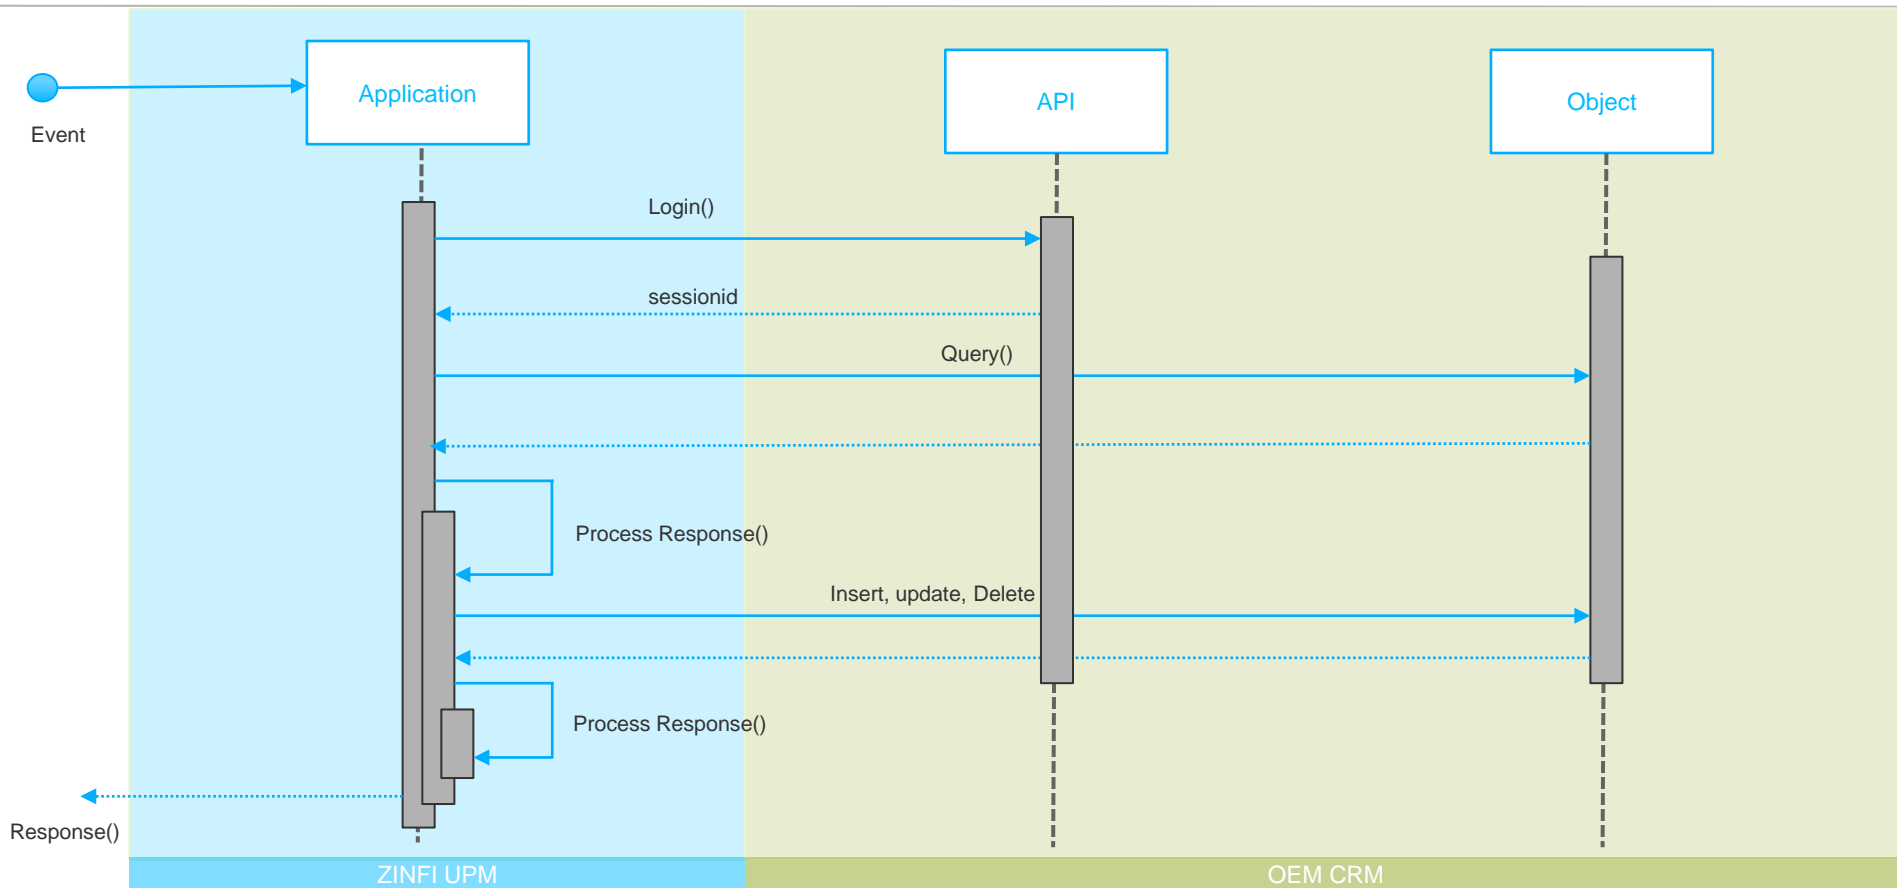 Application
API
Object
Event
Login()
sessionid
Query()
Process Response()
Insert, update, Delete
Process Response()
Response()
ZINFI UPM
OEM CRM